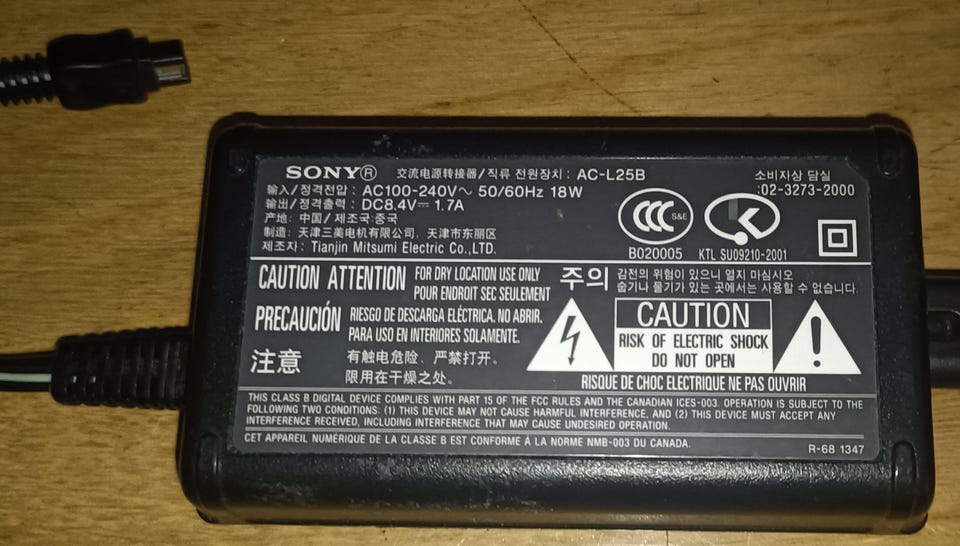 SONY® 交流电源转接器/직류 전원장치 : AC-L25B
输入/정격전압 : AC100-240V～ 50/60Hz 18W
输出/정격출력 : DC8.4V⎓ 1.7A
产地: 中国/ 제조국:중국
制造: 天津三美电机有限公司, 天津市东丽区
제조자 : Tianjin Mitsumi Electric Co.,LTD.
소비자상 담실
:02-3273-2000
CCC S&E
B020005
K
KTL SU09210-2001
CAUTION ATTENTION
FOR DRY LOCATION USE ONLY
POUR ENDROIT SEC SEULEMENT
PRECAUCIÓN
RIESGO DE DESCARGA ELÉCTRICA. NO ABRIR.
PARA USO EN INTERIORES SOLAMENTE.
注意
有触电危险、严禁打开。
限用在干燥之处。
주의
감전의 위험이 있으니 열지 마십시오
습기나 물기가 있는 곳에서는 사용할 수 없습니다.
CAUTION
RISK OF ELECTRIC SHOCK
DO NOT OPEN
RISQUE DE CHOC ELECTRIQUE NE PAS OUVRIR
THIS CLASS B DIGITAL DEVICE COMPLIES WITH PART 15 OF THE FCC RULES AND THE CANADIAN ICES-003. OPERATION IS SUBJECT TO THE
FOLLOWING TWO CONDITIONS: (1) THIS DEVICE MAY NOT CAUSE HARMFUL INTERFERENCE, AND (2) THIS DEVICE MUST ACCEPT ANY
INTERFERENCE RECEIVED, INCLUDING INTERFERENCE THAT MAY CAUSE UNDESIRED OPERATION.
CET APPAREIL NUMÉRIQUE DE LA CLASSE B EST CONFORME À LA NORME NMB-003 DU CANADA.
R-68 1347